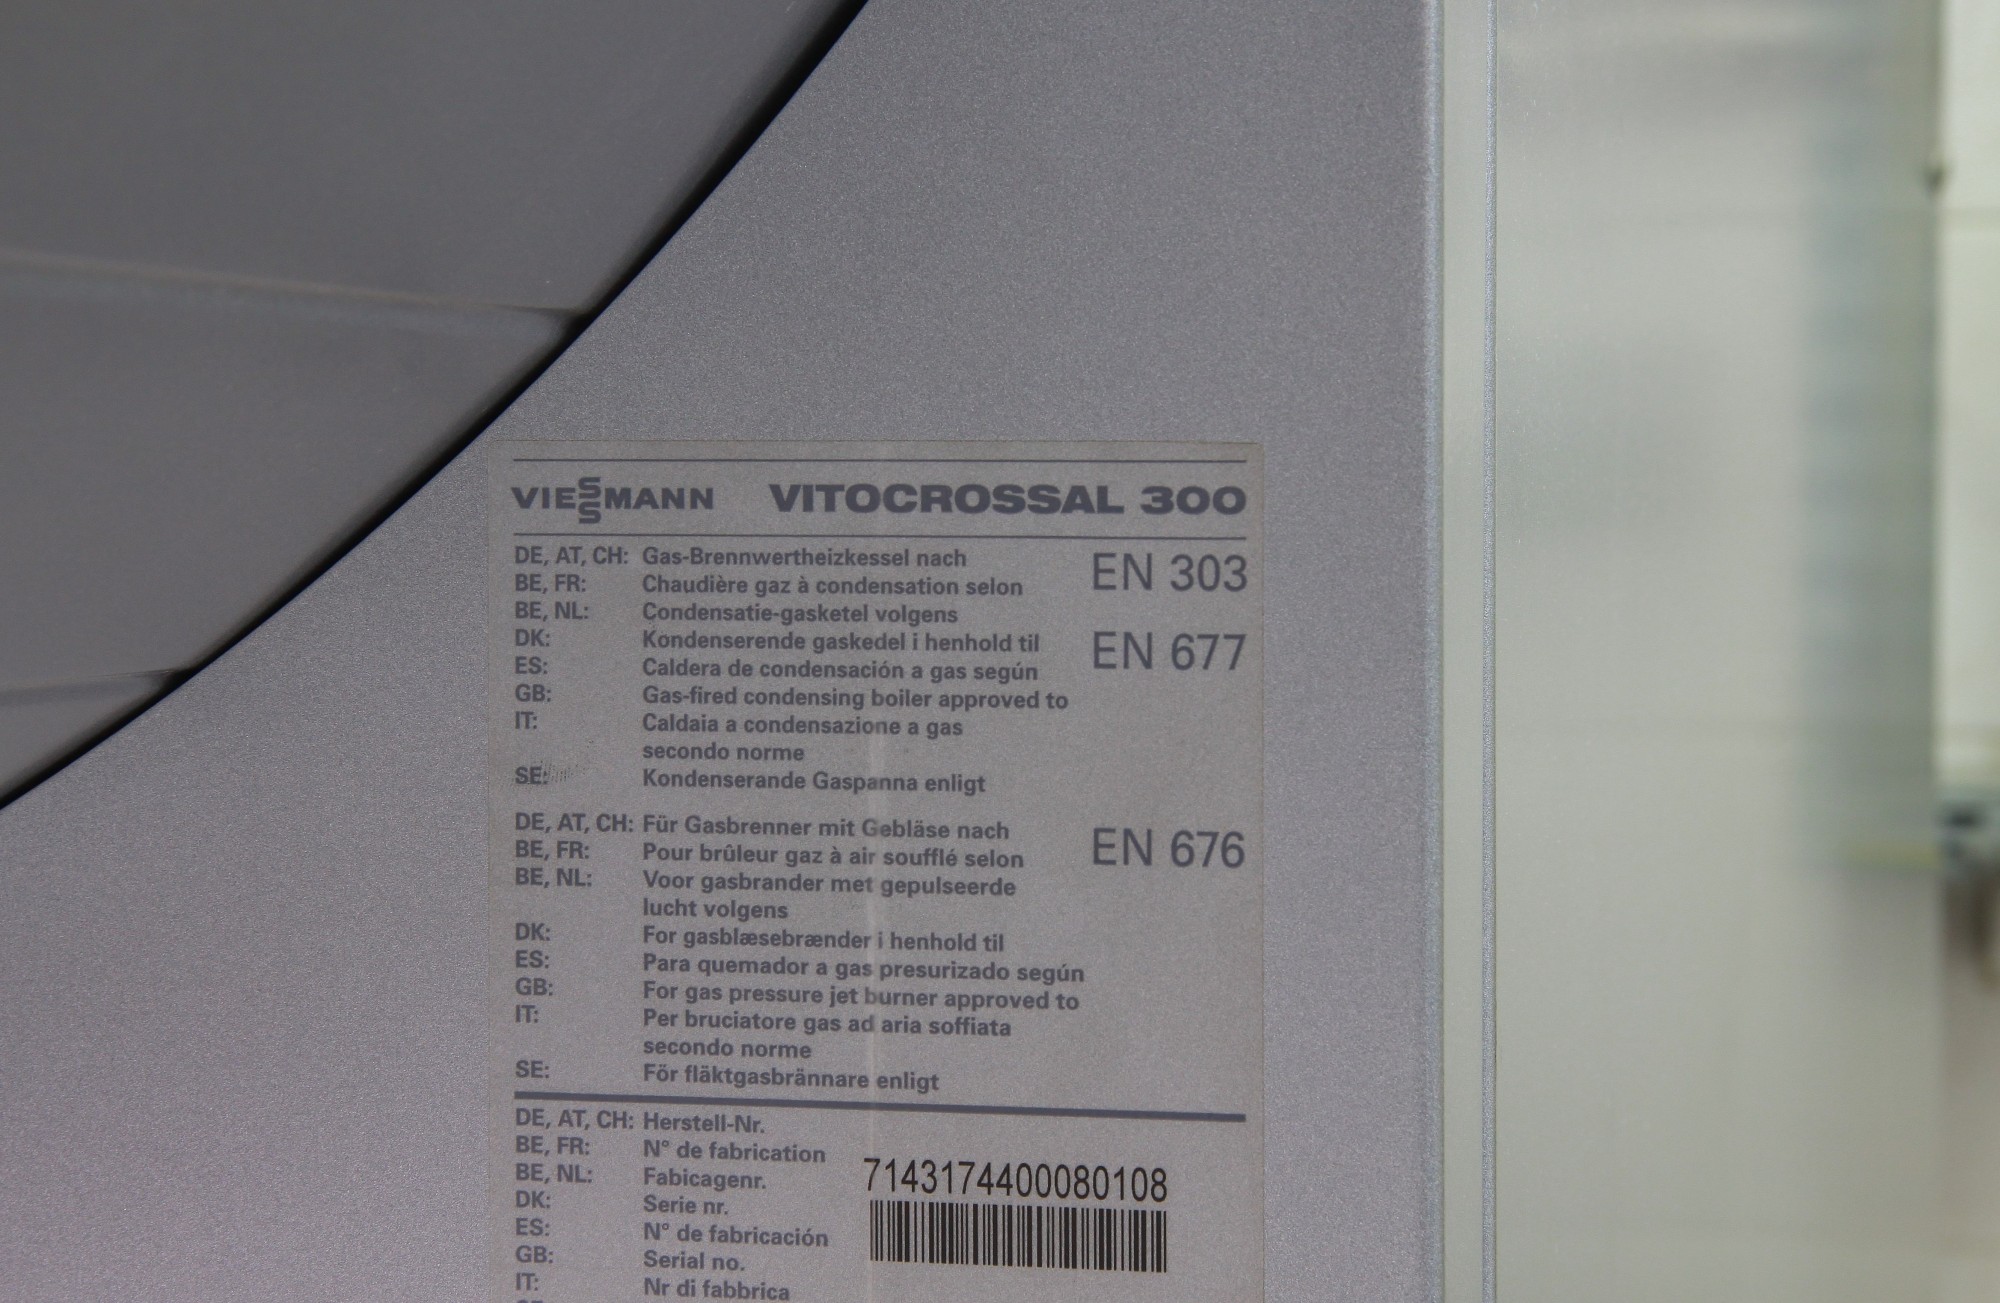 VIESSMANN VITOCROSSAL 300
DE, AT, CH: Gas-Brennwertheizkessel nach EN 303
BE, FR: Chaudière gaz à condensation selon
BE, NL: Condensatie-gasketel volgens
DK: Kondenserende gaskedel i henhold til EN 677
ES: Caldera de condensación a gas según
GB: Gas-fired condensing boiler approved to
IT: Caldaia a condensazione a gas
secondo norme
SE: Kondenserande Gaspanna enligt
DE, AT, CH: Für Gasbrenner mit Gebläse nach EN 676
BE, FR: Pour brûleur gaz à air soufflé selon
BE, NL: Voor gasbrander met gepulseerde
lucht volgens
DK: For gasblæsebrænder i henhold til
ES: Para quemador a gas presurizado según
GB: For gas pressure jet burner approved to
IT: Per bruciatore gas ad aria soffiata
secondo norme
SE: För fläktgasbrännare enligt
DE, AT, CH: Herstell-Nr.
BE, FR: N° de fabrication
BE, NL: Fabicagenr. 7143174400080108
DK: Serie nr.
ES: N° de fabricación
GB: Serial no.
IT: Nr di fabbrica